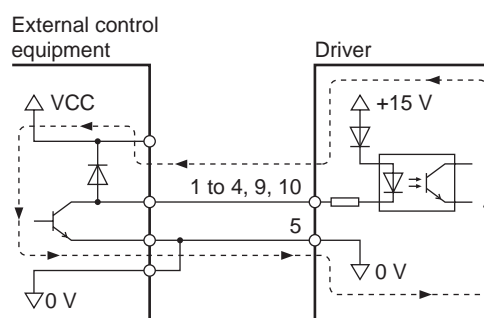 External control
equipment
Driver
VCC
+15 V
1 to 4, 9, 10
5
0 V
0 V